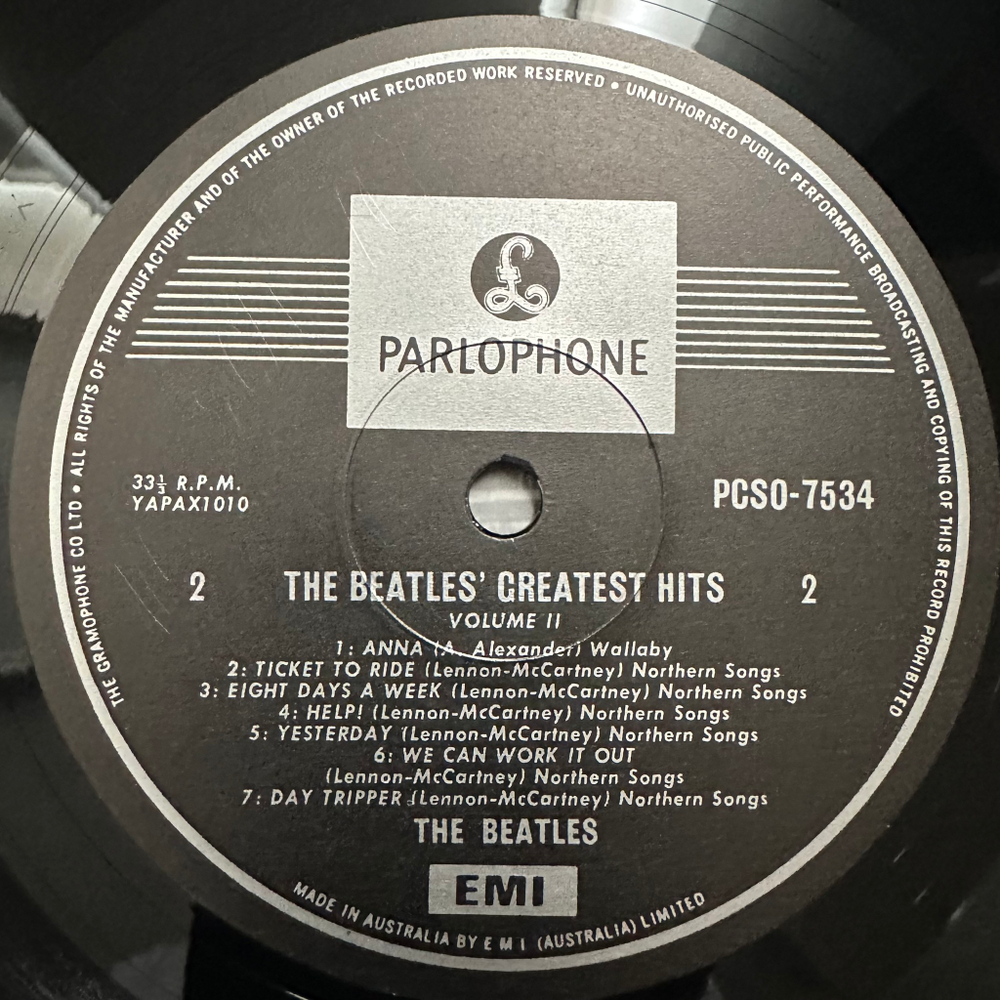 THE GRAMOPHONE CO LTD • ALL RIGHTS OF THE MANUFACTURER AND OF THE OWNER OF THE RECORDED WORK RESERVED • UNAUTHORISED PUBLIC PERFORMANCE BROADCASTING AND COPYING OF THIS RECORD PROHIBITED
£
PARLOPHONE
33⅓ R.P.M.
YAPAX1010
PCSO-7534
2 THE BEATLES' GREATEST HITS 2
VOLUME II
1: ANNA (A. Alexander) Wallaby
2: TICKET TO RIDE (Lennon-McCartney) Northern Songs
3: EIGHT DAYS A WEEK (Lennon-McCartney) Northern Songs
4: HELP! (Lennon-McCartney) Northern Songs
5: YESTERDAY (Lennon-McCartney) Northern Songs
6: WE CAN WORK IT OUT
(Lennon-McCartney) Northern Songs
7: DAY TRIPPER (Lennon-McCartney) Northern Songs
THE BEATLES
EMI
MADE IN AUSTRALIA BY E M I (AUSTRALIA) LIMITED